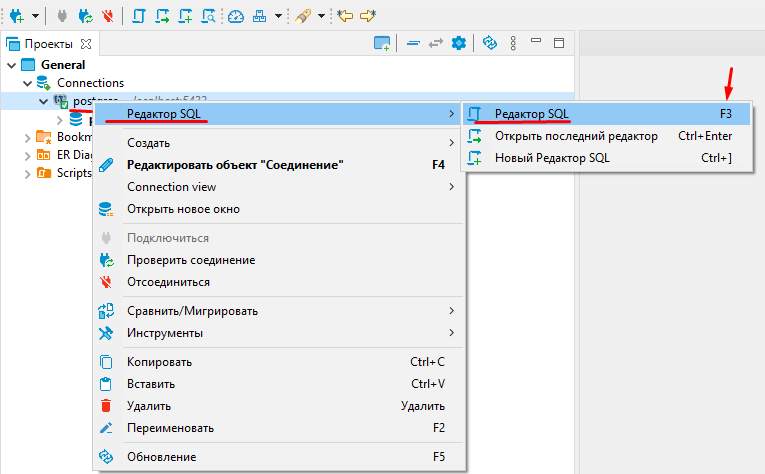 Проекты
General
Connections
postgres localhost:5432
Редактор SQL
Редактор SQL F3
Открыть последний редактор Ctrl+Enter
Новый Редактор SQL Ctrl+]
Создать
Редактировать объект "Соединение" F4
Connection view
Открыть новое окно
Подключиться
Проверить соединение
Отсоединиться
Сравнить/Мигрировать
Инструменты
Копировать Ctrl+C
Вставить Ctrl+V
Удалить Удалить
Переименовать F2
Обновление F5
Bookm
ER Diag
Scripts